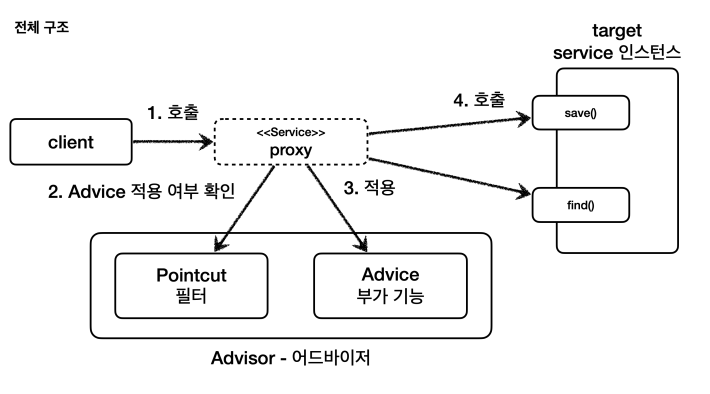 전체 구조
target
service 인스턴스
1. 호출
4. 호출
client
<<Service>>
proxy
save()
2. Advice 적용 여부 확인
3. 적용
find()
Pointcut
필터
Advice
부가 기능
Advisor - 어드바이저